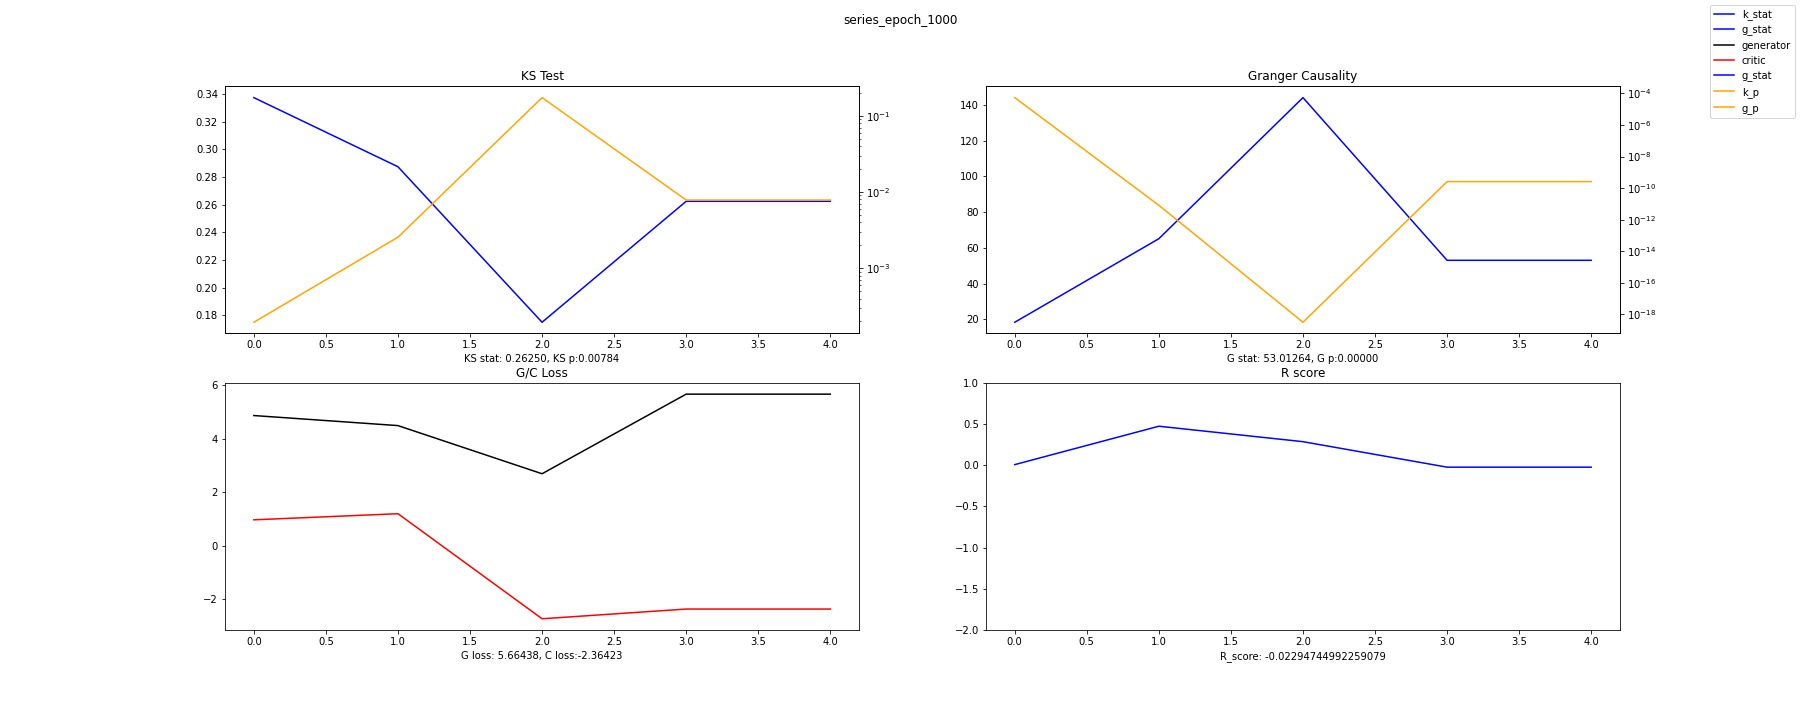 series_epoch_1000
k_stat
g_stat
generator
critic
g_stat
k_p
g_p
KS Test
0.34
0.32
0.30
0.28
0.26
0.24
0.22
0.20
0.18
10^-1
10^-2
10^-3
0.0 0.5 1.0 1.5 2.0 2.5 3.0 3.5 4.0
KS stat: 0.26250, KS p:0.00784
Granger Causality
140
120
100
80
60
40
20
10^-4
10^-6
10^-8
10^-10
10^-12
10^-14
10^-16
10^-18
0.0 0.5 1.0 1.5 2.0 2.5 3.0 3.5 4.0
G stat: 53.01264, G p:0.00000
G/C Loss
6
4
2
0
−2
0.0 0.5 1.0 1.5 2.0 2.5 3.0 3.5 4.0
G loss: 5.66438, C loss:-2.36423
R score
1.0
0.5
0.0
−0.5
−1.0
−1.5
−2.0
0.0 0.5 1.0 1.5 2.0 2.5 3.0 3.5 4.0
R_score: -0.02294744992259079